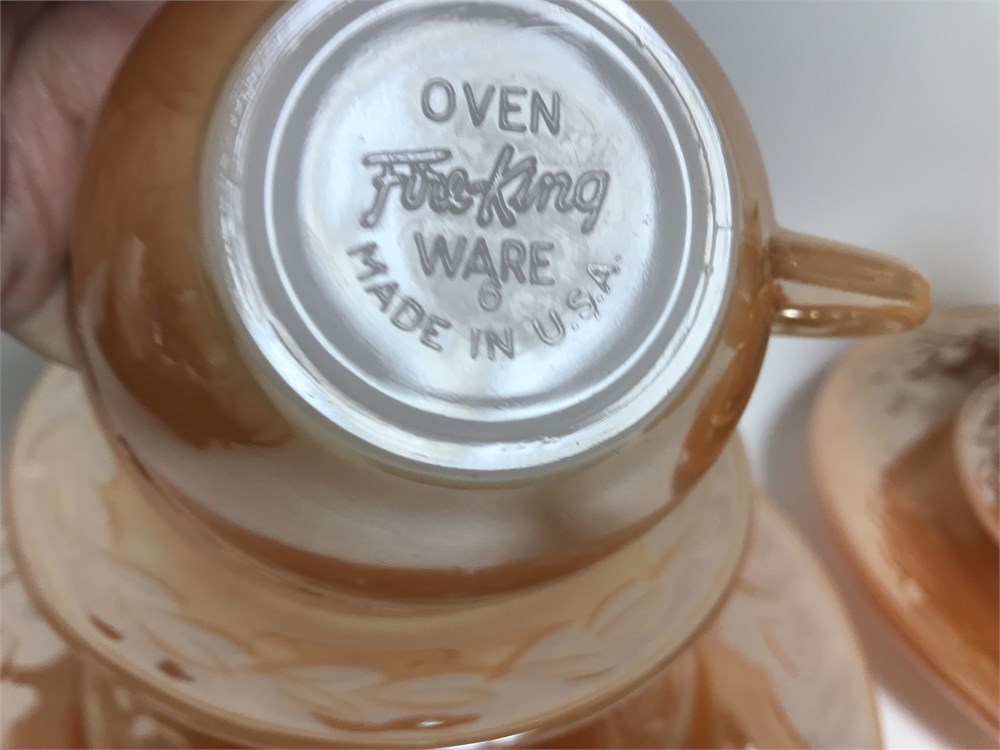 OVEN
Fire-King
WARE
6
MADE IN U.S.A.